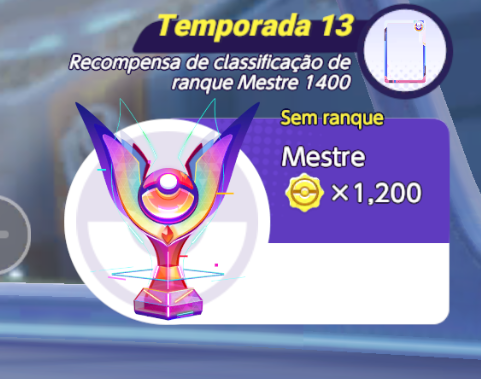 Temporada 13
Recompensa de classificação de
ranque Mestre 1400
Sem ranque
Mestre
×1,200